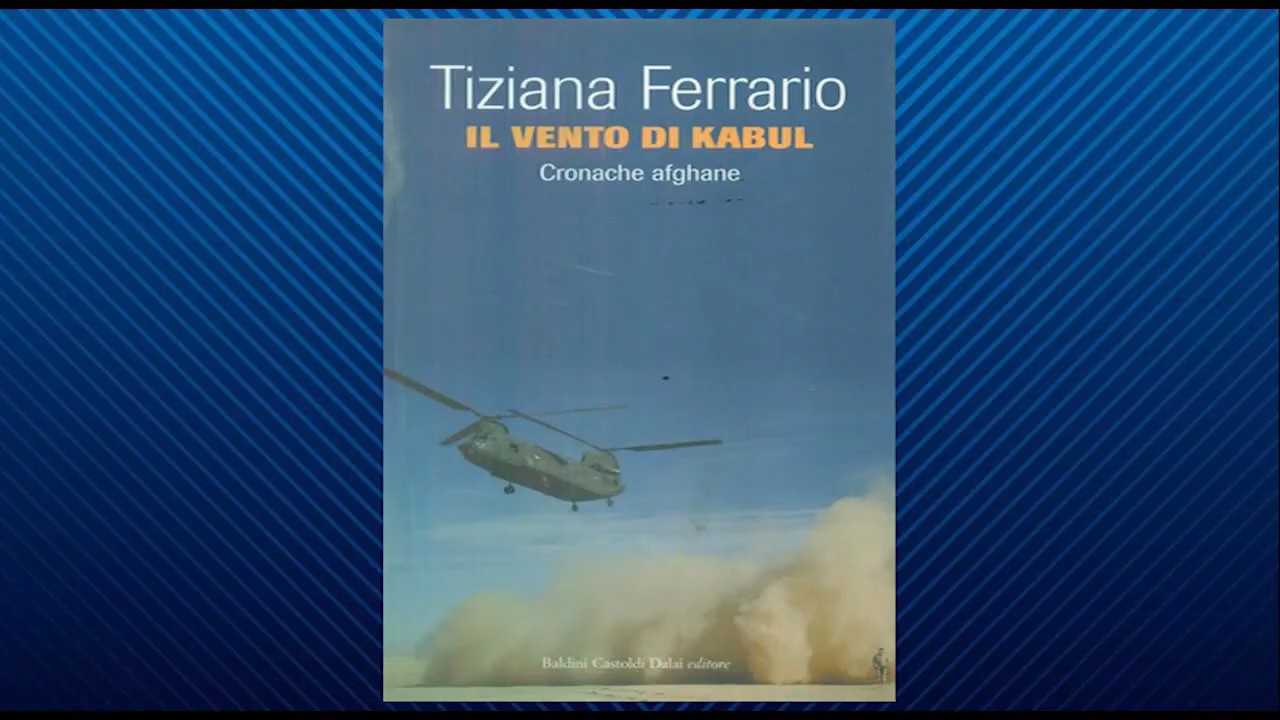 Tiziana Ferrario
IL VENTO DI KABUL
Cronache afghane
Baldini Castoldi Dalai editore